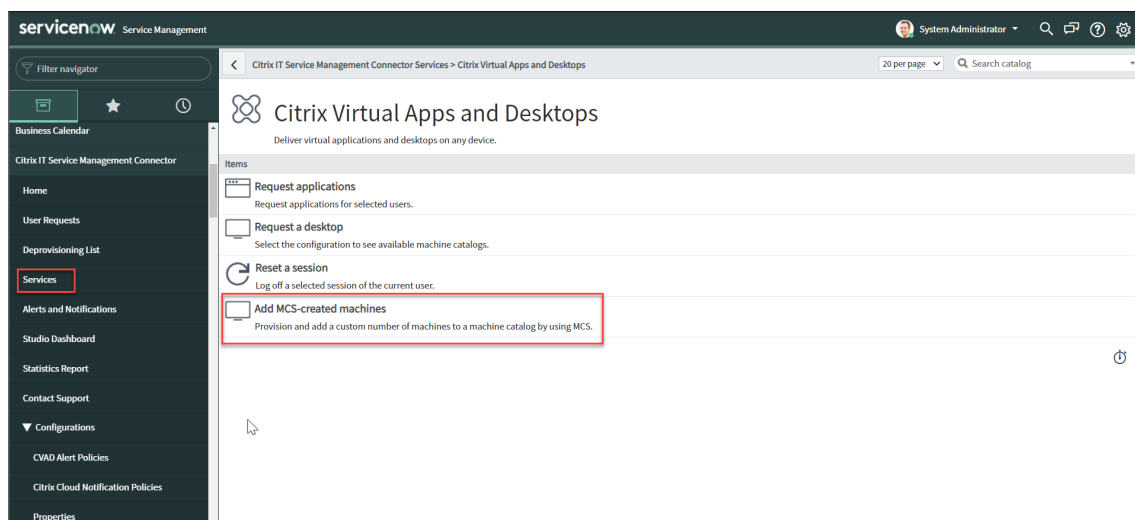 servicenow Service Management
System Administrator
Filter navigator
Citrix IT Service Management Connector Services > Citrix Virtual Apps and Desktops
20 per page
Search catalog
Business Calendar
Citrix IT Service Management Connector
Home
User Requests
Deprovisioning List
Services
Alerts and Notifications
Studio Dashboard
Statistics Report
Contact Support
Configurations
CVAD Alert Policies
Citrix Cloud Notification Policies
Properties
Citrix Virtual Apps and Desktops
Deliver virtual applications and desktops on any device.
Items
Request applications
Request applications for selected users.
Request a desktop
Select the configuration to see available machine catalogs.
Reset a session
Log off a selected session of the current user.
Add MCS-created machines
Provision and add a custom number of machines to a machine catalog by using MCS.